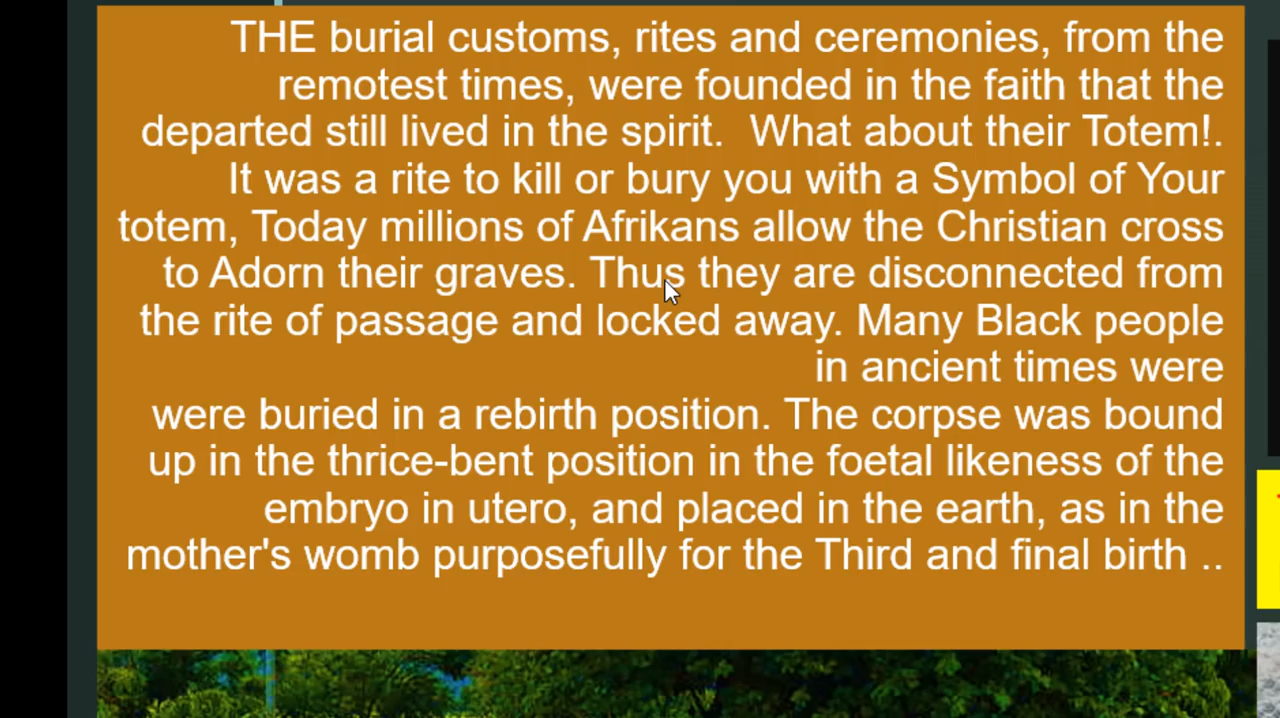 THE burial customs, rites and ceremonies, from the
remotest times, were founded in the faith that the
departed still lived in the spirit.  What about their Totem!.
It was a rite to kill or bury you with a Symbol of Your
totem, Today millions of Afrikans allow the Christian cross
to Adorn their graves. Thus they are disconnected from
the rite of passage and locked away. Many Black people
in ancient times were
were buried in a rebirth position. The corpse was bound
up in the thrice-bent position in the foetal likeness of the
embryo in utero, and placed in the earth, as in the
mother's womb purposefully for the Third and final birth ..